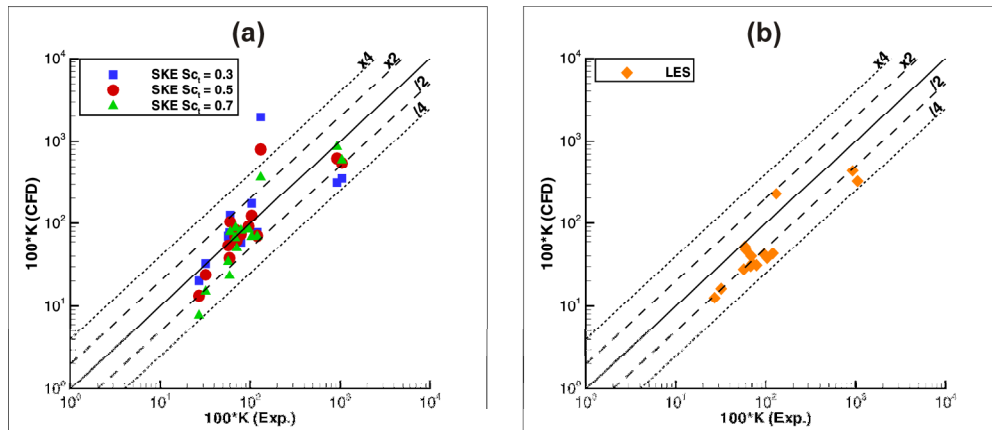 (a)
(b)
SKE Scₜ = 0.3
SKE Scₜ = 0.5
SKE Scₜ = 0.7
x4
x2
/2
/4
10⁴
10³
10²
10¹
10⁰
100*K (CFD)
10⁰ 10¹ 10² 10³ 10⁴
100*K (Exp.)
LES
x4
x2
/2
/4
10⁴
10³
10²
10¹
10⁰
100*K (CFD)
10⁰ 10¹ 10² 10³ 10⁴
100*K (Exp.)